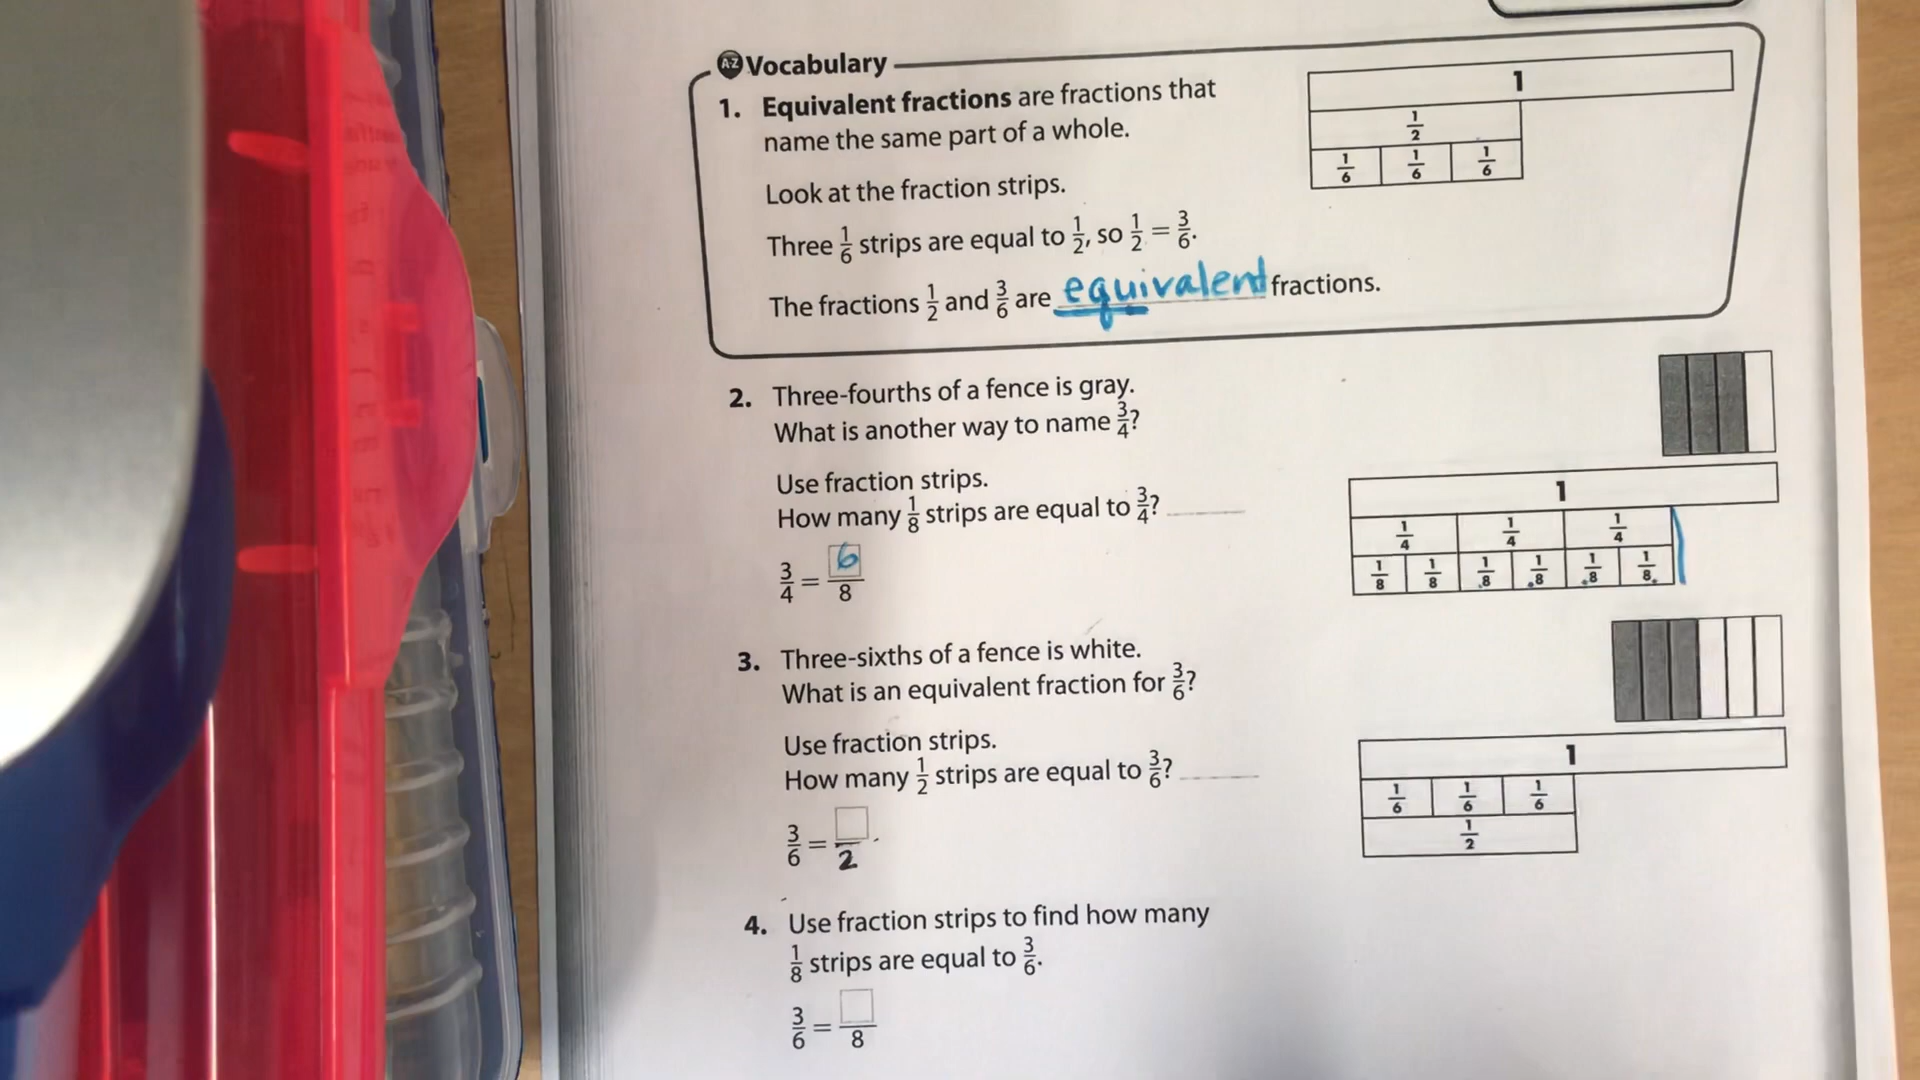 A-Z Vocabulary
1. Equivalent fractions are fractions that
name the same part of a whole.
Look at the fraction strips.
Three 1/6 strips are equal to 1/2, so 1/2 = 3/6.
The fractions 1/2 and 3/6 are equivalent fractions.
1
1/2
1/6 1/6 1/6
2. Three-fourths of a fence is gray.
What is another way to name 3/4?
Use fraction strips.
How many 1/8 strips are equal to 3/4?
3/4 = 6/8
1
1/4 1/4 1/4
1/8 1/8 1/8 1/8 1/8 1/8
3. Three-sixths of a fence is white.
What is an equivalent fraction for 3/6?
Use fraction strips.
How many 1/2 strips are equal to 3/6?
3/6 = □/2
1
1/6 1/6 1/6
1/2
4. Use fraction strips to find how many
1/8 strips are equal to 3/6.
3/6 = □/8